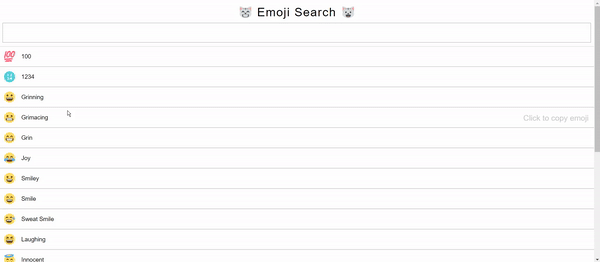 Emoji Search
100
1234
Grinning
Grimacing Click to copy emoji
Grin
Joy
Smiley
Smile
Sweat Smile
Laughing
Innocent